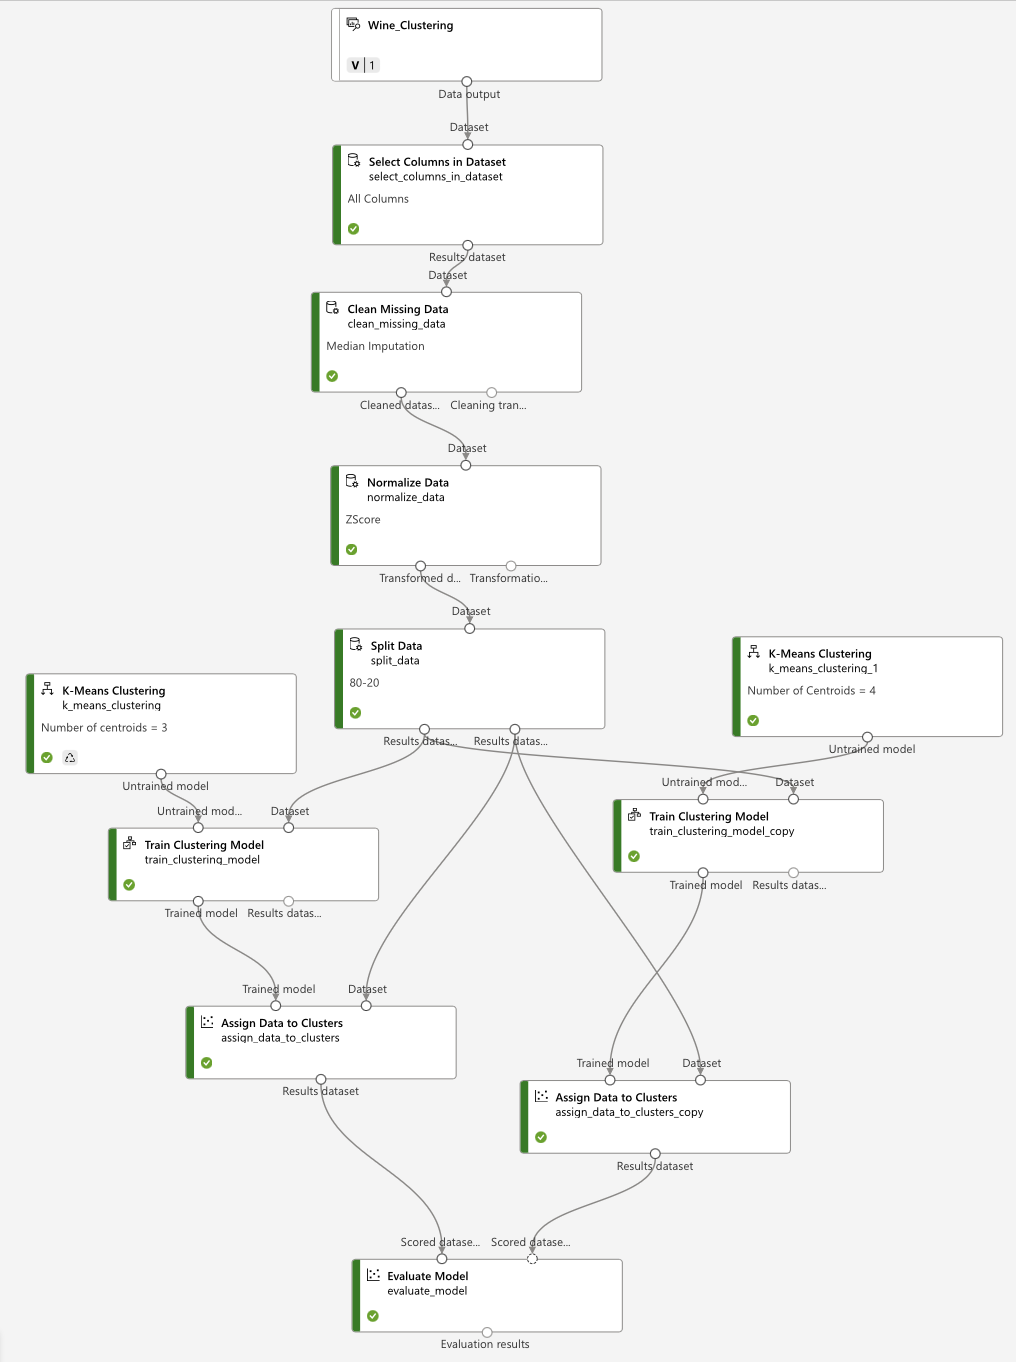 Wine_Clustering
V 1
Data output
Dataset
Select Columns in Dataset
select_columns_in_dataset
All Columns
Results dataset
Dataset
Clean Missing Data
clean_missing_data
Median Imputation
Cleaned datas... Cleaning tran...
Dataset
Normalize Data
normalize_data
ZScore
Transformed d... Transformatio...
Dataset
Split Data
split_data
80-20
Results datas... Results datas...
K-Means Clustering
k_means_clustering
Number of centroids = 3
Untrained model
K-Means Clustering
k_means_clustering_1
Number of Centroids = 4
Untrained model
Untrained mod... Dataset
Train Clustering Model
train_clustering_model
Trained model Results datas...
Untrained mod... Dataset
Train Clustering Model
train_clustering_model_copy
Trained model Results datas...
Trained model Dataset
Assign Data to Clusters
assign_data_to_clusters
Results dataset
Trained model Dataset
Assign Data to Clusters
assign_data_to_clusters_copy
Results dataset
Scored datase... Scored datase...
Evaluate Model
evaluate_model
Evaluation results